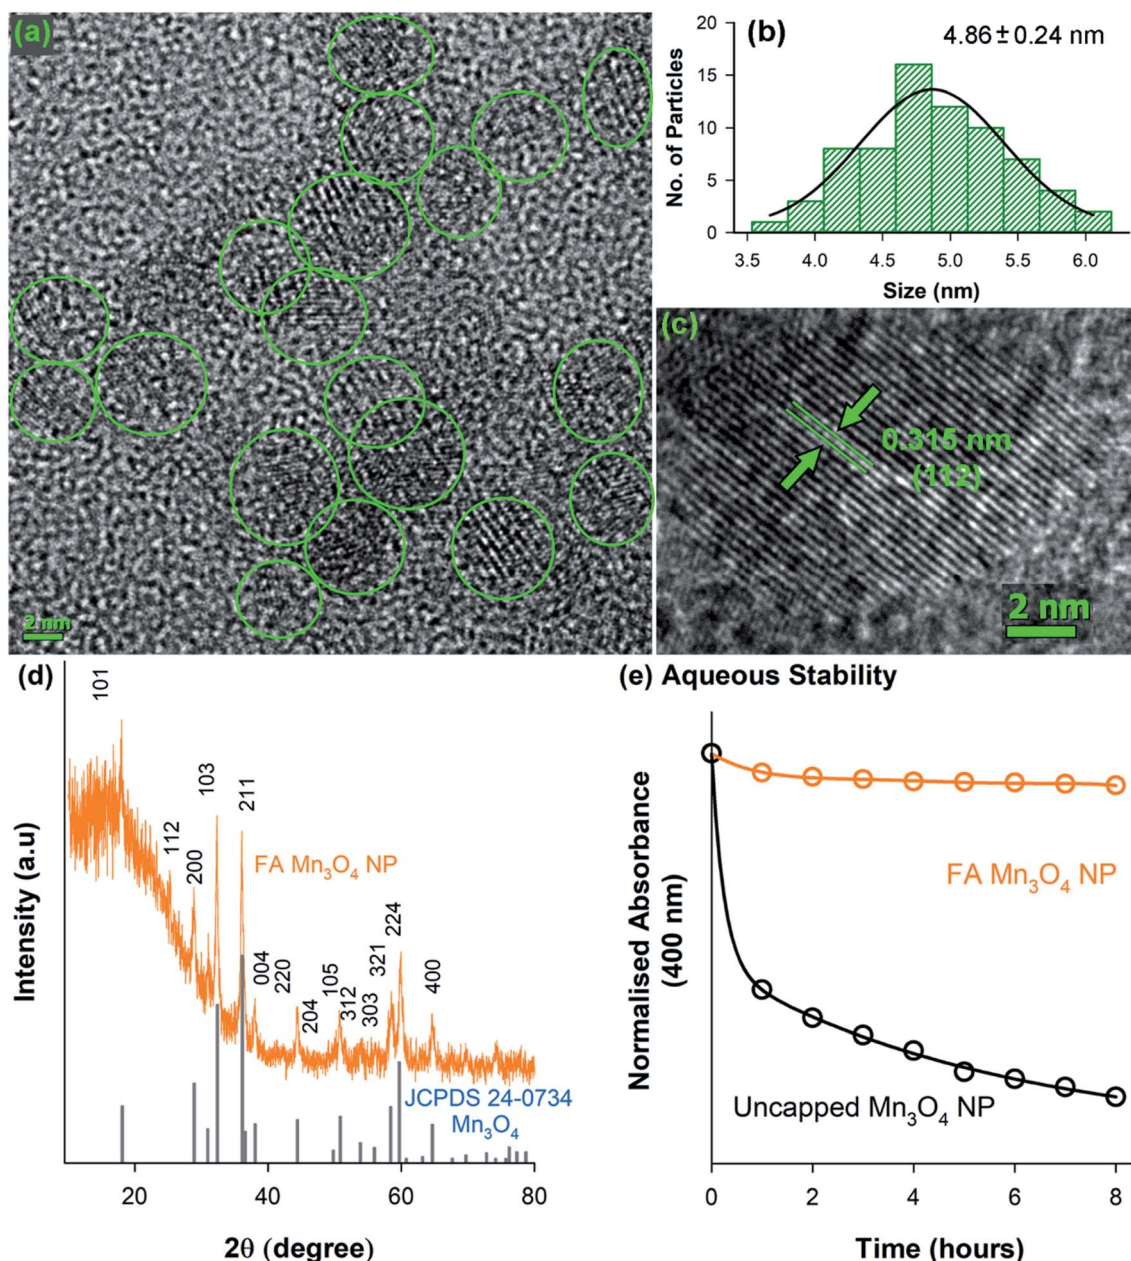 (a)
2 nm
(b)
4.86 ± 0.24 nm
No. of Particles
20
15
10
5
0
3.5 4.0 4.5 5.0 5.5 6.0
Size (nm)
(c)
0.315 nm
(112)
2 nm
(d)
101
112
200
103
211
004
220
204
105
312
303
321
224
400
FA Mn₃O₄ NP
JCPDS 24-0734
Mn₃O₄
Intensity (a.u)
20 40 60 80
2θ (degree)
(e) Aqueous Stability
Normalised Absorbance
(400 nm)
FA Mn₃O₄ NP
Uncapped Mn₃O₄ NP
0 2 4 6 8
Time (hours)